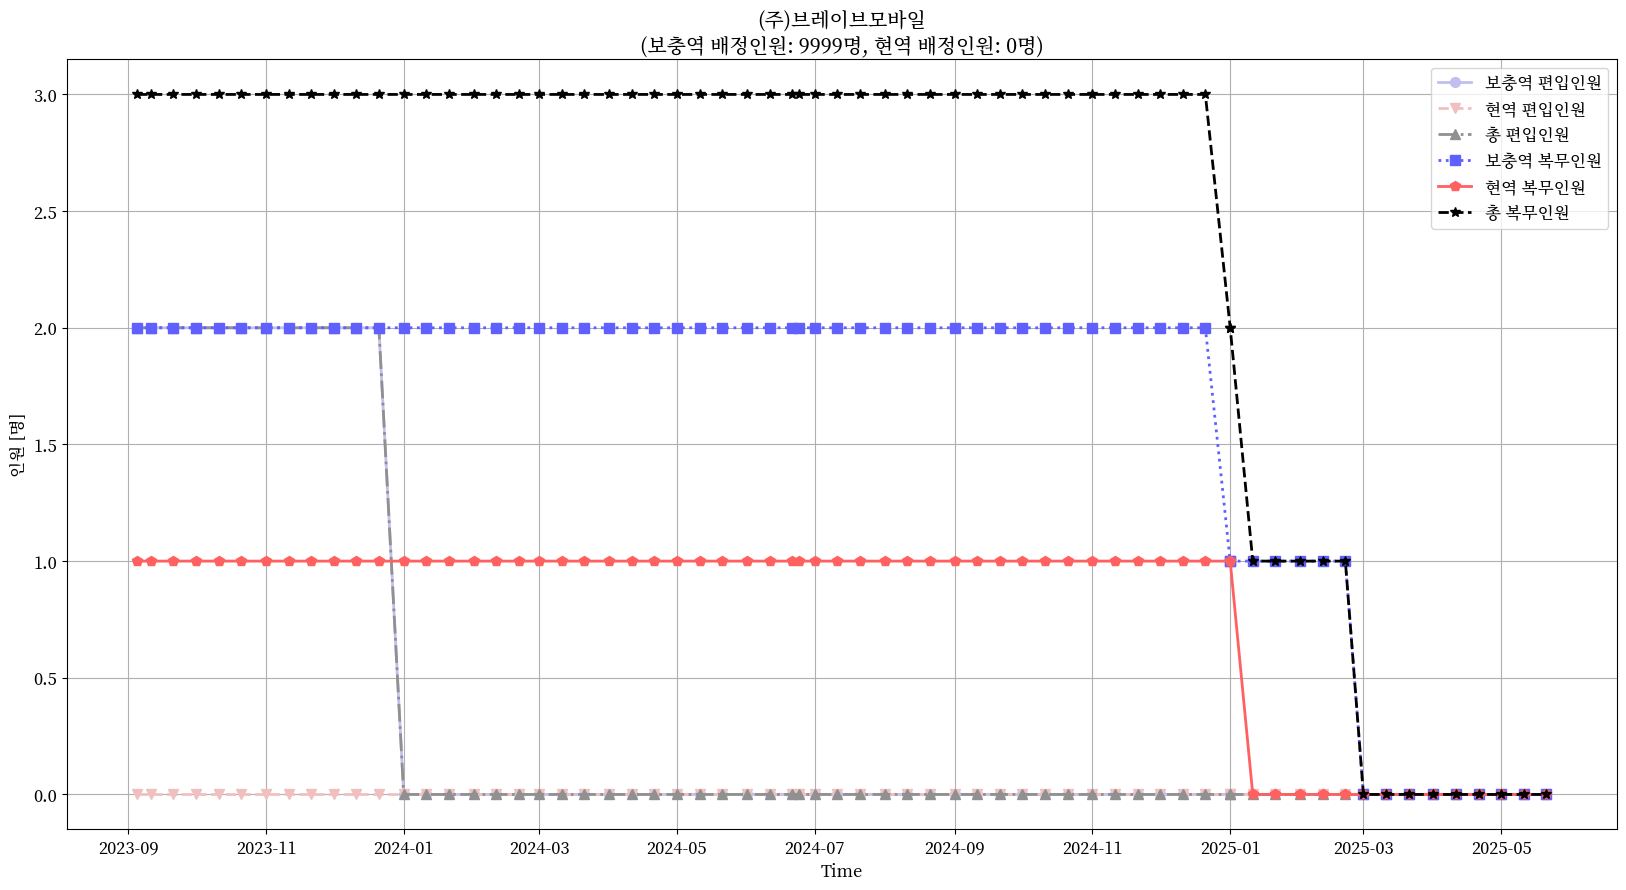 (주)브레이브모바일
(보충역 배정인원: 9999명, 현역 배정인원: 0명)
보충역 편입인원
현역 편입인원
총 편입인원
보충역 복무인원
현역 복무인원
총 복무인원
인원 [명]
3.0
2.5
2.0
1.5
1.0
0.5
0.0
2023-09 2023-11 2024-01 2024-03 2024-05 2024-07 2024-09 2024-11 2025-01 2025-03 2025-05
Time